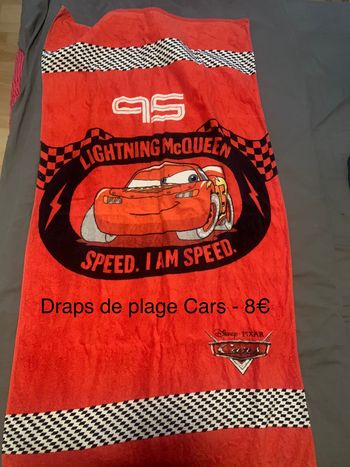 95
LIGHTNING McQUEEN
SPEED. I AM SPEED.
Draps de plage Cars - 8€
Disney · PIXAR
Cars